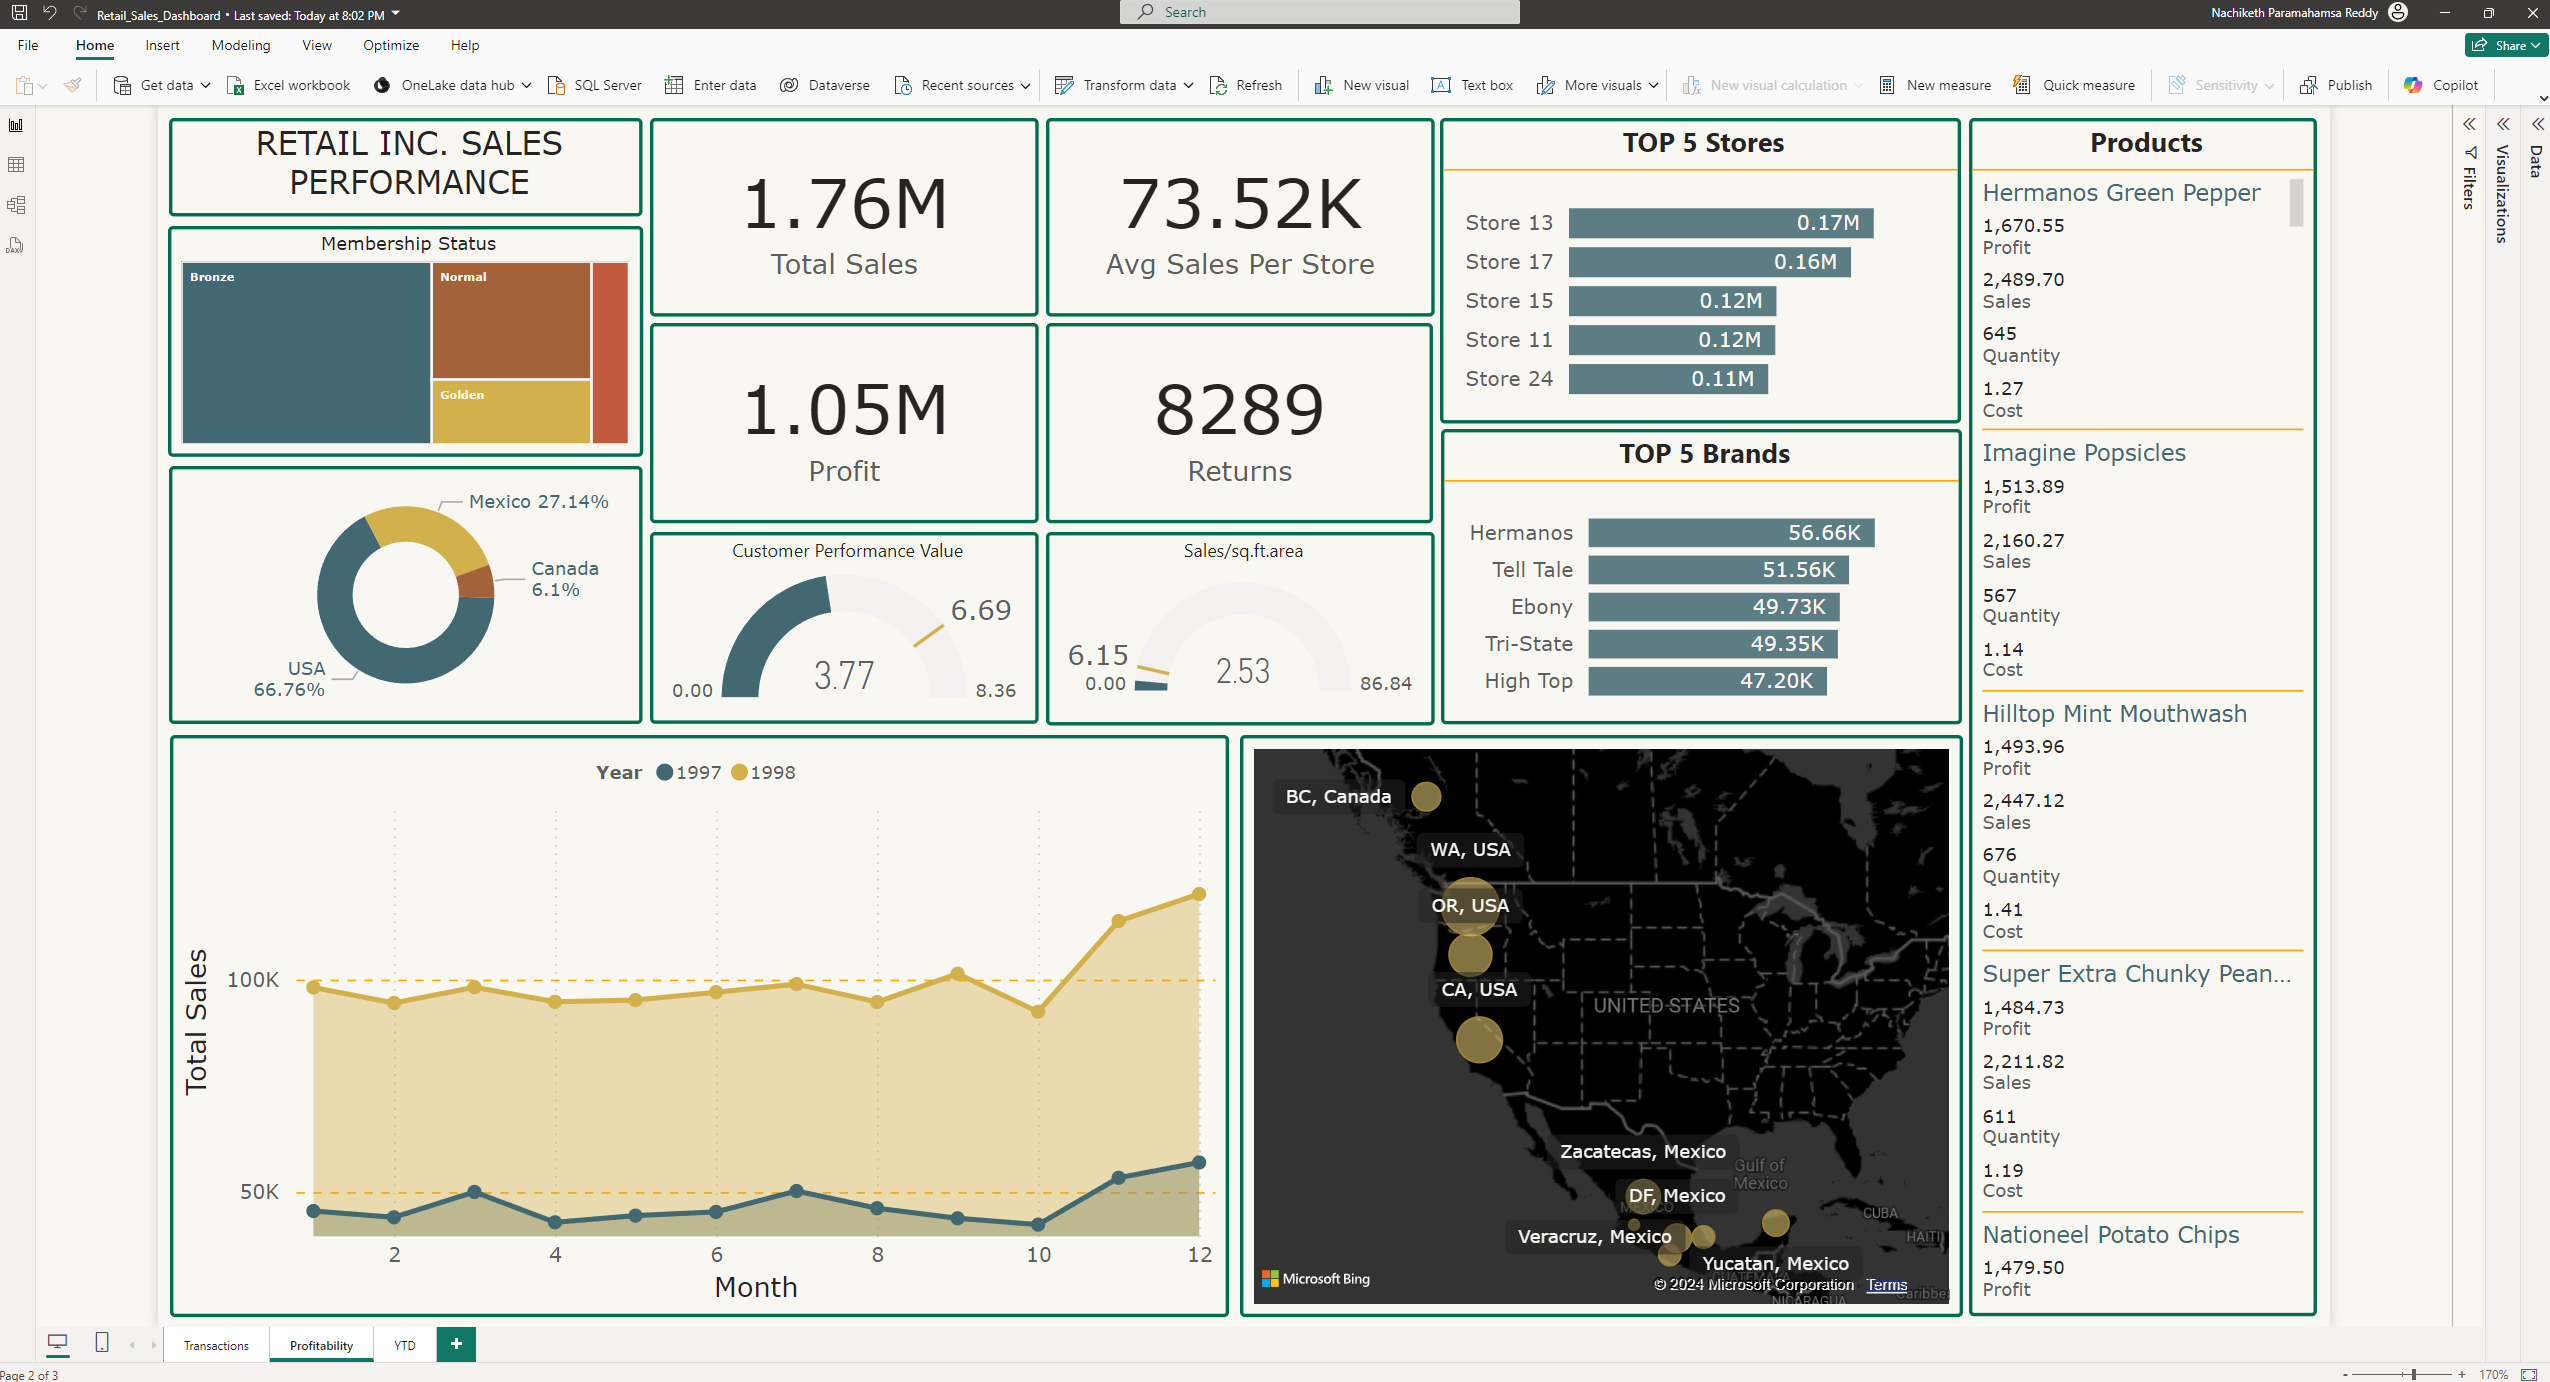 Retail_Sales_Dashboard • Last saved: Today at 8:02 PM
Search
Nachiketh Paramahamsa Reddy
File
Home
Insert
Modeling
View
Optimize
Help
Share
Get data
Excel workbook
OneLake data hub
SQL Server
Enter data
Dataverse
Recent sources
Transform data
Refresh
New visual
Text box
More visuals
New visual calculation
New measure
Quick measure
Sensitivity
Publish
Copilot
RETAIL INC. SALES
PERFORMANCE
Membership Status
Bronze
Normal
Golden
Mexico 27.14%
Canada
6.1%
USA
66.76%
1.76M
Total Sales
73.52K
Avg Sales Per Store
1.05M
Profit
8289
Returns
Customer Performance Value
6.69
3.77
0.00
8.36
Sales/sq.ft.area
6.15
0.00
2.53
86.84
TOP 5 Stores
Store 13
0.17M
Store 17
0.16M
Store 15
0.12M
Store 11
0.12M
Store 24
0.11M
TOP 5 Brands
Hermanos
56.66K
Tell Tale
51.56K
Ebony
49.73K
Tri-State
49.35K
High Top
47.20K
Products
Hermanos Green Pepper
1,670.55
Profit
2,489.70
Sales
645
Quantity
1.27
Cost
Imagine Popsicles
1,513.89
Profit
2,160.27
Sales
567
Quantity
1.14
Cost
Hilltop Mint Mouthwash
1,493.96
Profit
2,447.12
Sales
676
Quantity
1.41
Cost
Super Extra Chunky Pean...
1,484.73
Profit
2,211.82
Sales
611
Quantity
1.19
Cost
Nationeel Potato Chips
1,479.50
Profit
Filters
Visualizations
Data
Year
1997
1998
Total Sales
100K
50K
2
4
6
8
10
12
Month
BC, Canada
WA, USA
OR, USA
CA, USA
UNITED STATES
Zacatecas, Mexico
Gulf of
Mexico
DF, Mexico
MEXICO
CUBA
Veracruz, Mexico
HAITI
Yucatan, Mexico
GUATEMALA
Microsoft Bing
© 2024 Microsoft Corporation
Terms
NICARAGUA
Transactions
Profitability
YTD
+
Page 2 of 3
-
+
170%